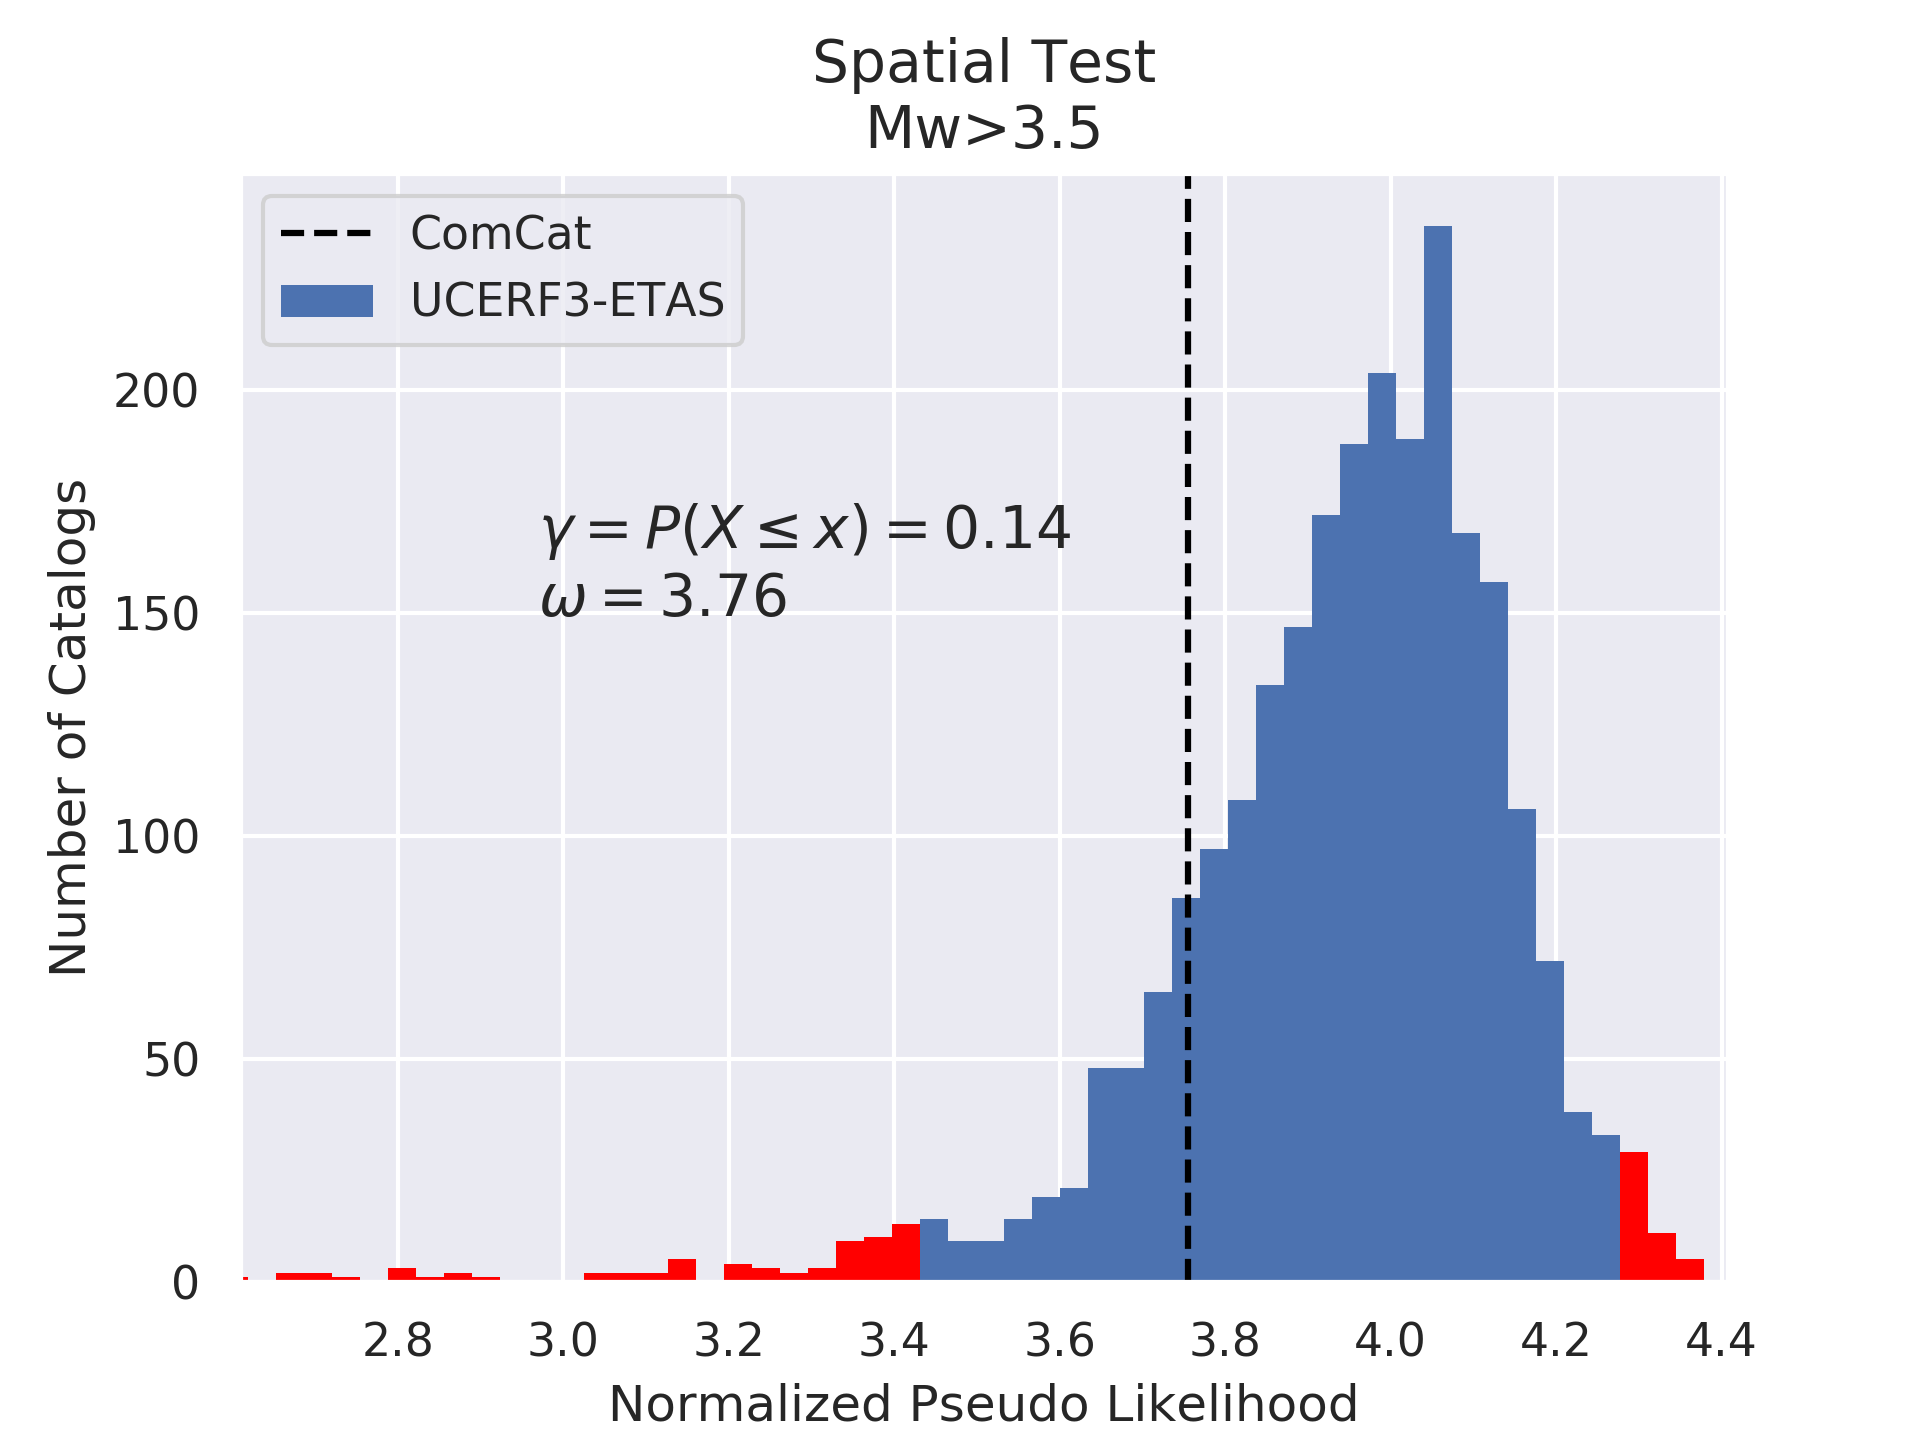 Spatial Test
Mw>3.5
ComCat
UCERF3-ETAS
γ = P(X ≤ x) = 0.14
ω = 3.76
Number of Catalogs
200
150
100
50
0
2.8 3.0 3.2 3.4 3.6 3.8 4.0 4.2 4.4
Normalized Pseudo Likelihood